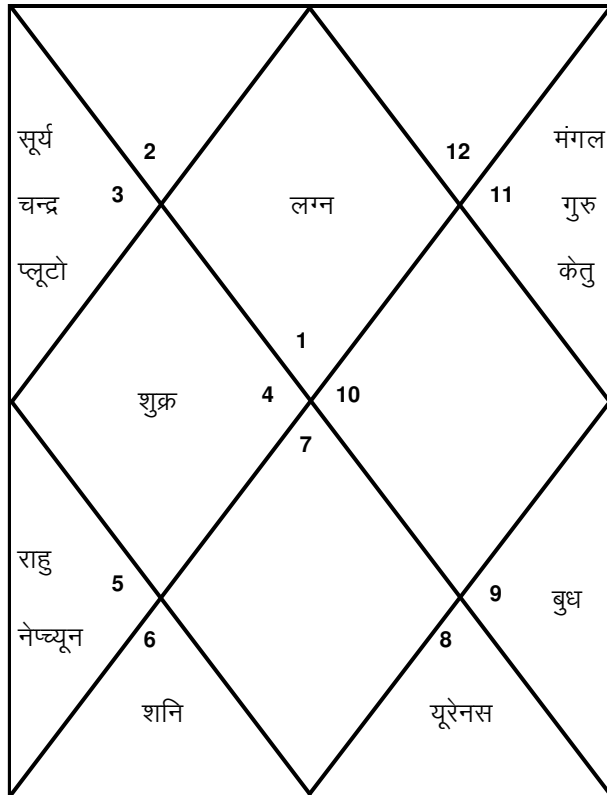 सूर्य
2
12
मंगल
चन्द्र
3
लग्न
11
गुरु
प्लूटो
केतु
1
शुक्र
4
10
7
राहु
5
9
बुध
नेप्च्यून
6
8
शनि
यूरेनस